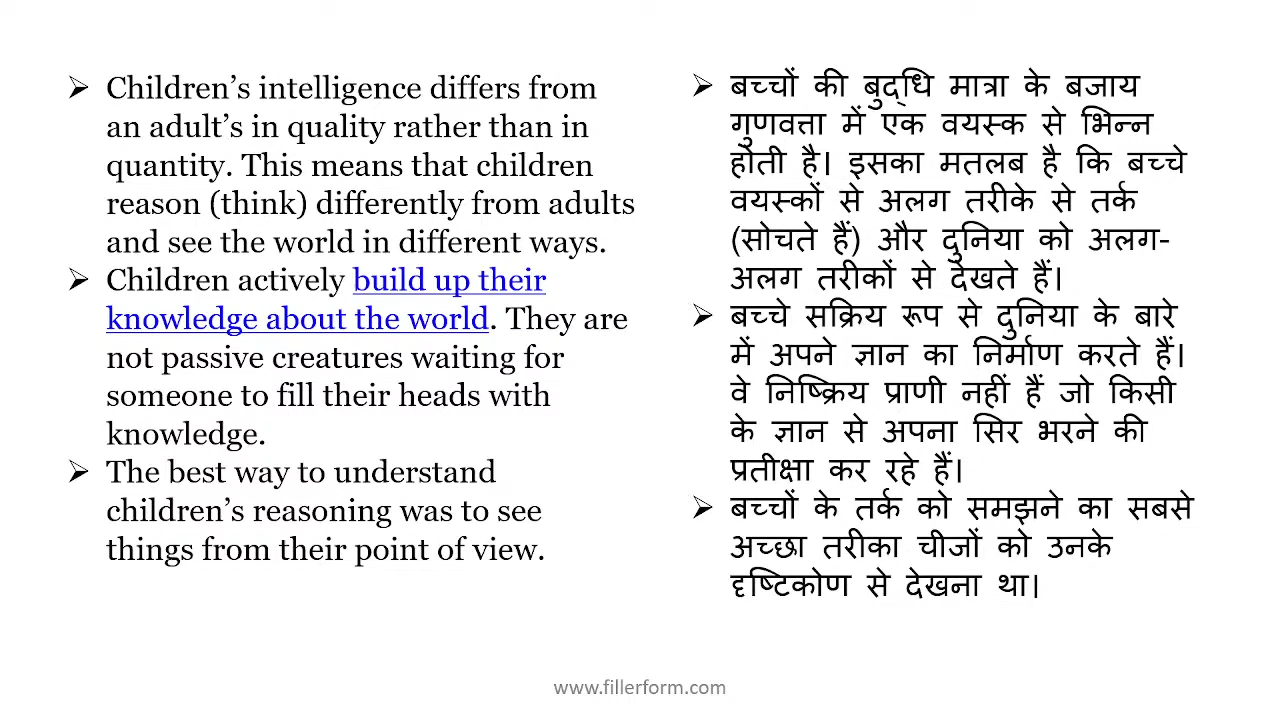 ➢ Children’s intelligence differs from
an adult’s in quality rather than in
quantity. This means that children
reason (think) differently from adults
and see the world in different ways.
➢ Children actively build up their
knowledge about the world. They are
not passive creatures waiting for
someone to fill their heads with
knowledge.
➢ The best way to understand
children’s reasoning was to see
things from their point of view.
➢ बच्चों की बुद्धि मात्रा के बजाय
गुणवत्ता में एक वयस्क से भिन्न
होती है। इसका मतलब है कि बच्चे
वयस्कों से अलग तरीके से तर्क
(सोचते हैं) और दुनिया को अलग-
अलग तरीकों से देखते हैं।
➢ बच्चे सक्रिय रूप से दुनिया के बारे
में अपने ज्ञान का निर्माण करते हैं।
वे निष्क्रिय प्राणी नहीं हैं जो किसी
के ज्ञान से अपना सिर भरने की
प्रतीक्षा कर रहे हैं।
➢ बच्चों के तर्क को समझने का सबसे
अच्छा तरीका चीजों को उनके
दृष्टिकोण से देखना था।
www.fillerform.com